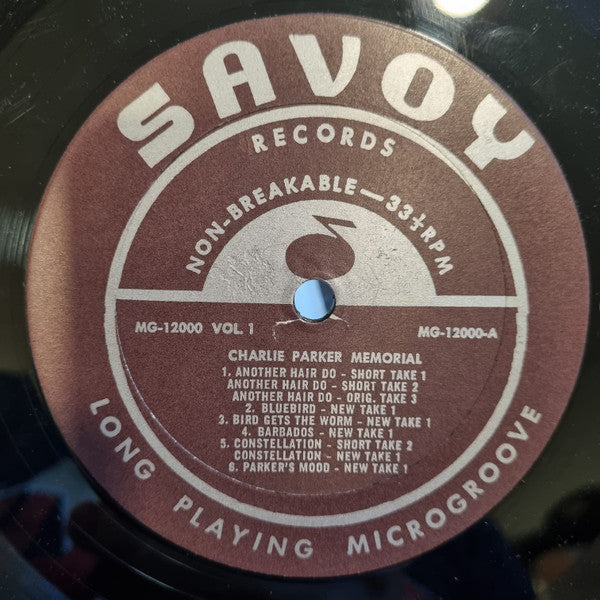 SAVOY
RECORDS
NON-BREAKABLE—33⅓RPM
MG-12000 VOL. 1
MG-12000-A
CHARLIE PARKER MEMORIAL
1. ANOTHER HAIR DO - SHORT TAKE 1
ANOTHER HAIR DO - SHORT TAKE 2
ANOTHER HAIR DO - ORIG. TAKE 3
2. BLUEBIRD - NEW TAKE 1
3. BIRD GETS THE WORM - NEW TAKE 1
4. BARBADOS - NEW TAKE 1
5. CONSTELLATION - SHORT TAKE 2
CONSTELLATION - NEW TAKE 1
6. PARKER'S MOOD - NEW TAKE 1
LONG PLAYING MICROGROOVE